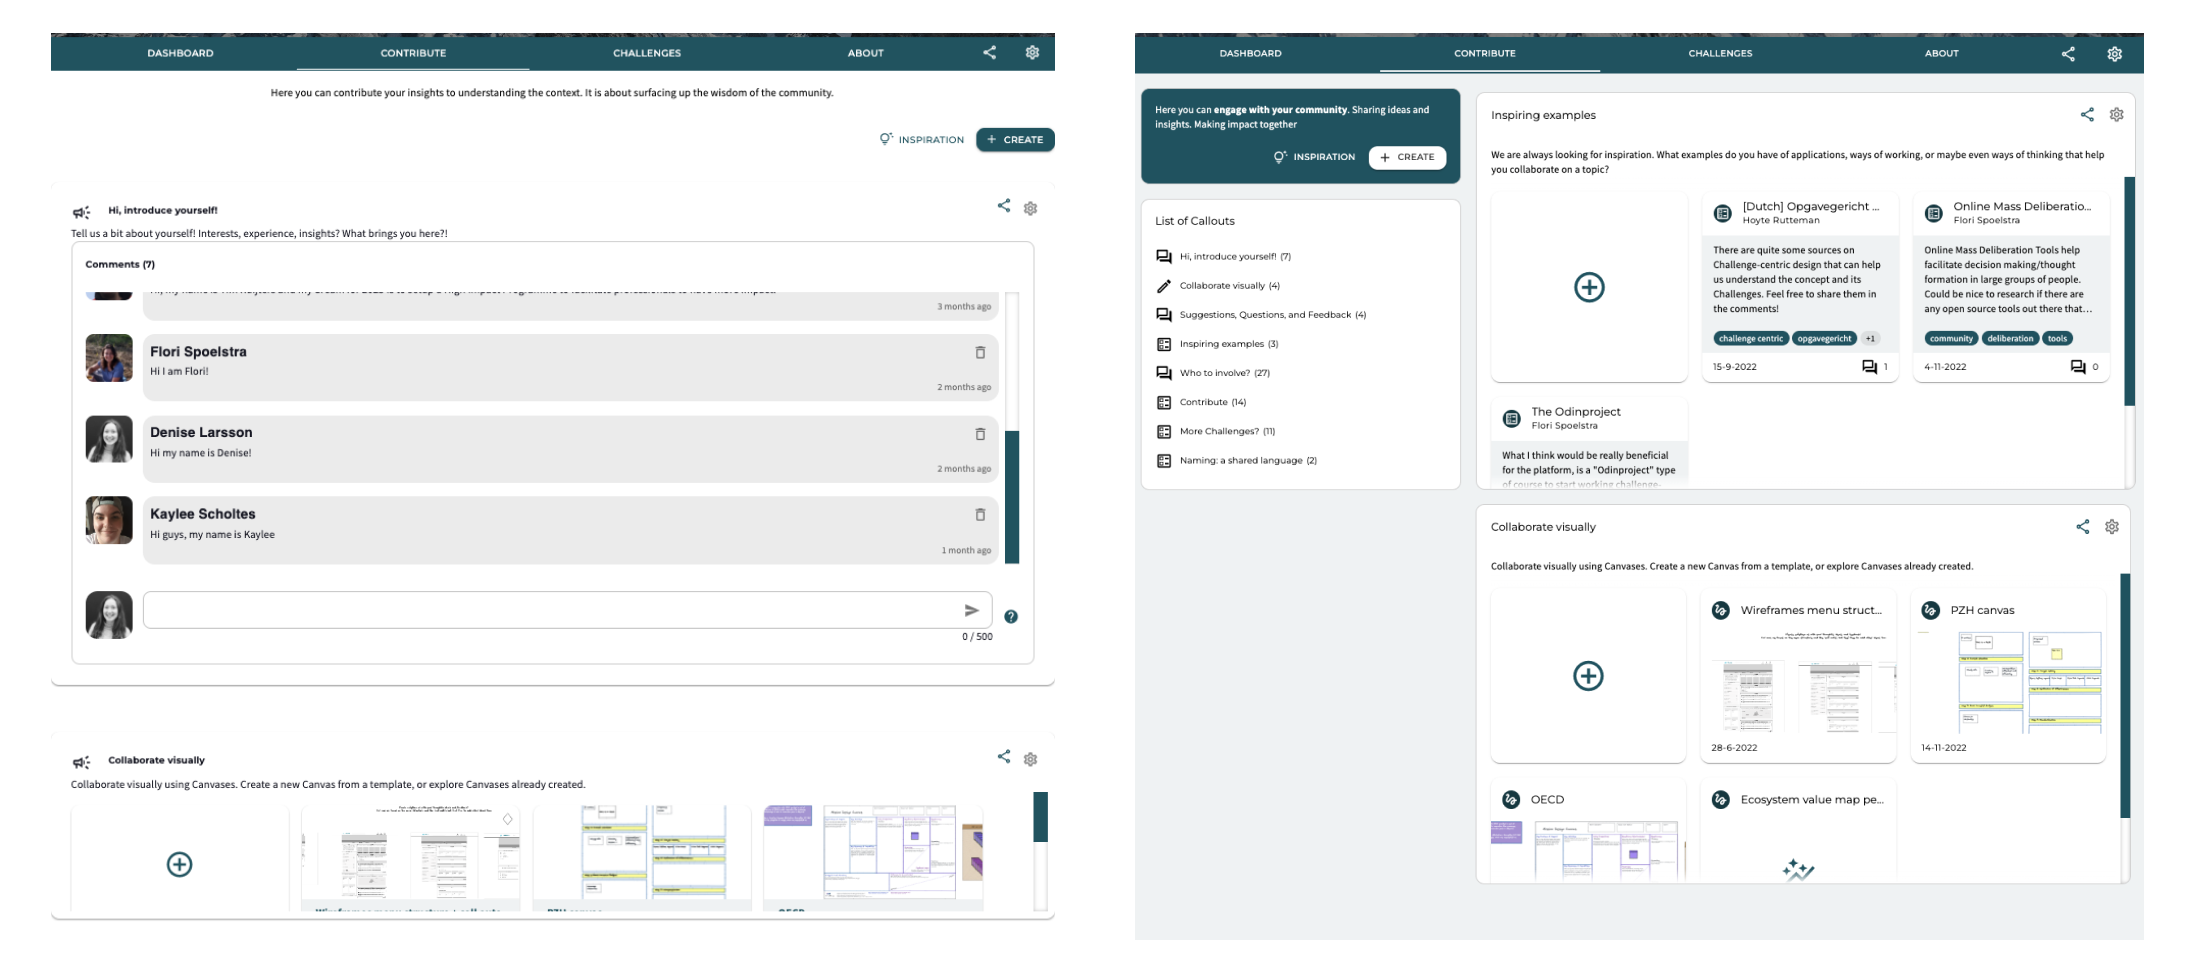 DASHBOARD
CONTRIBUTE
CHALLENGES
ABOUT
Here you can contribute your insights to understanding the context. It is about surfacing up the wisdom of the community.
INSPIRATION
+ CREATE
Hi, introduce yourself!
Tell us a bit about yourself! Interests, experience, insights? What brings you here?!
Comments (7)
3 months ago
Flori Spoelstra
Hi I am Flori!
2 months ago
Denise Larsson
Hi my name is Denise!
2 months ago
Kaylee Scholtes
Hi guys, my name is Kaylee
1 month ago
0 / 500
Collaborate visually
Collaborate visually using Canvases. Create a new Canvas from a template, or explore Canvases already created.
DASHBOARD
CONTRIBUTE
CHALLENGES
ABOUT
Here you can engage with your community. Sharing ideas and
insights. Making impact together
INSPIRATION
+ CREATE
List of Callouts
Hi, introduce yourself! (7)
Collaborate visually (4)
Suggestions, Questions, and Feedback (4)
Inspiring examples (3)
Who to involve? (27)
Contribute (14)
More Challenges? (11)
Naming: a shared language (2)
Inspiring examples
We are always looking for inspiration. What examples do you have of applications, ways of working, or maybe even ways of thinking that help
you collaborate on a topic?
[Dutch] Opgavegericht ...
Hoyte Rutteman
There are quite some sources on
Challenge-centric design that can help
us understand the concept and its
Challenges. Feel free to share them in
the comments!
challenge centric
opgavegericht
+1
15-9-2022
1
Online Mass Deliberatio...
Flori Spoelstra
Online Mass Deliberation Tools help
facilitate decision making/thought
formation in large groups of people.
Could be nice to research if there are
any open source tools out there that...
community
deliberation
tools
4-11-2022
0
The Odinproject
Flori Spoelstra
What I think would be really beneficial
for the platform, is a "Odinproject" type
of course to start working challenge-
Collaborate visually
Collaborate visually using Canvases. Create a new Canvas from a template, or explore Canvases already created.
Wireframes menu struct...
28-6-2022
PZH canvas
14-11-2022
OECD
Ecosystem value map pe...